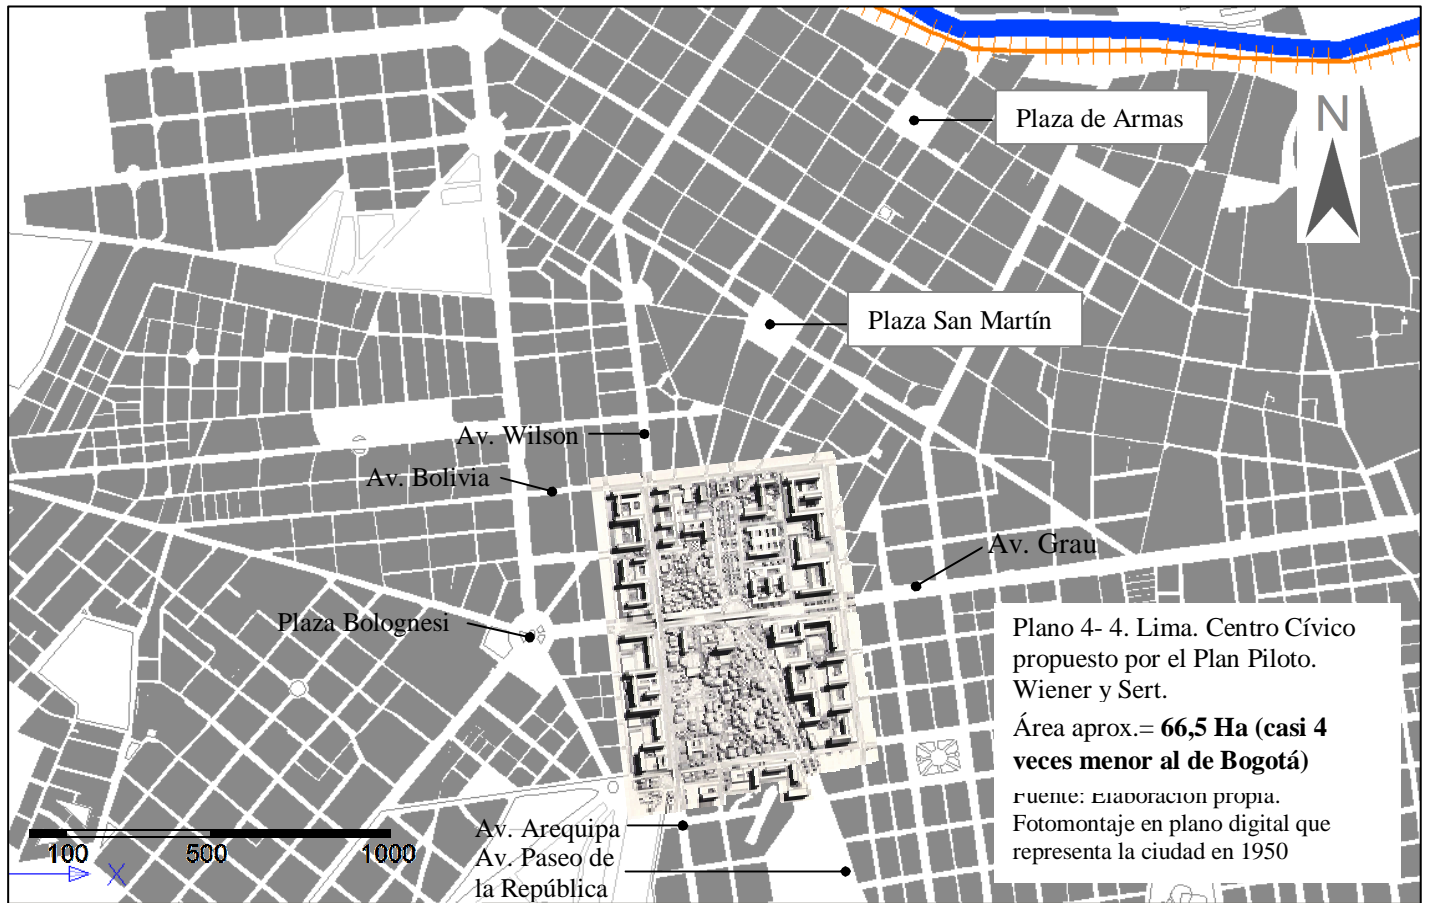 Plaza de Armas
N
Plaza San Martín
Av. Wilson
Av. Bolivia
Av. Grau
Plaza Bolognesi
Plano 4- 4. Lima. Centro Cívico
propuesto por el Plan Piloto.
Wiener y Sert.
Área aprox.= 66,5 Ha (casi 4
veces menor al de Bogotá)
Fuente: Elaboración propia.
Fotomontaje en plano digital que
representa la ciudad en 1950
Av. Arequipa
Av. Paseo de
la República
100 500 1000
X